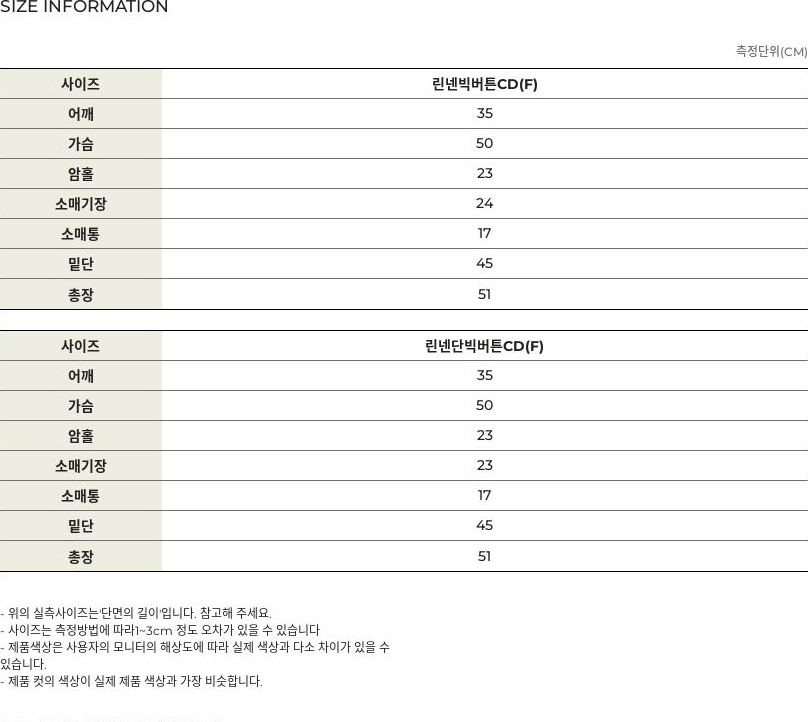 SIZE INFORMATION
측정단위(CM)
사이즈 린넨빅버튼CD(F)
어깨 35
가슴 50
암홀 23
소매기장 24
소매통 17
밑단 45
총장 51
사이즈 린넨단빅버튼CD(F)
어깨 35
가슴 50
암홀 23
소매기장 23
소매통 17
밑단 45
총장 51
- 위의 실측사이즈는'단면의 길이'입니다. 참고해 주세요.
- 사이즈는 측정방법에 따라1~3cm 정도 오차가 있을 수 있습니다
- 제품색상은 사용자의 모니터의 해상도에 따라 실제 색상과 다소 차이가 있을 수
있습니다.
- 제품 컷의 색상이 실제 제품 색상과 가장 비슷합니다.